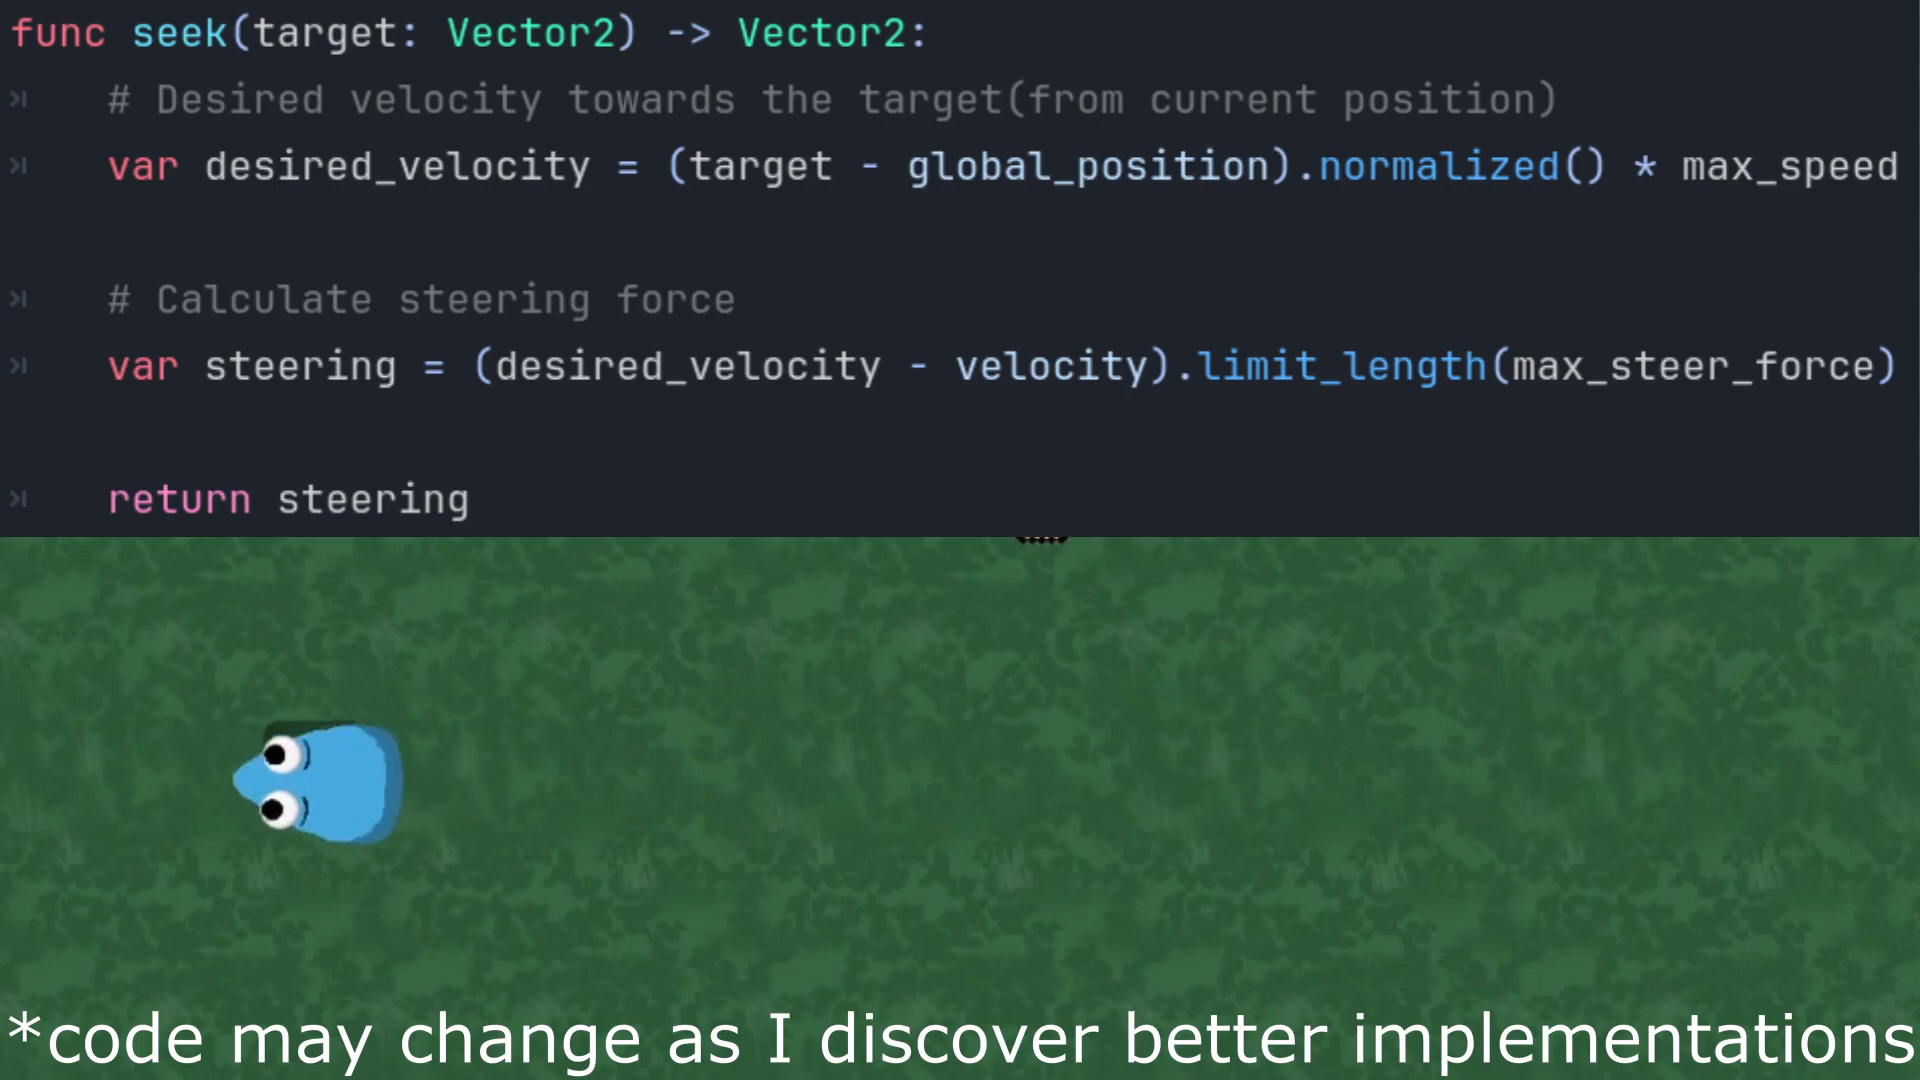 func seek(target: Vector2) -> Vector2:
# Desired velocity towards the target(from current position)
var desired_velocity = (target - global_position).normalized() * max_speed
# Calculate steering force
var steering = (desired_velocity - velocity).limit_length(max_steer_force)
return steering
*code may change as I discover better implementations